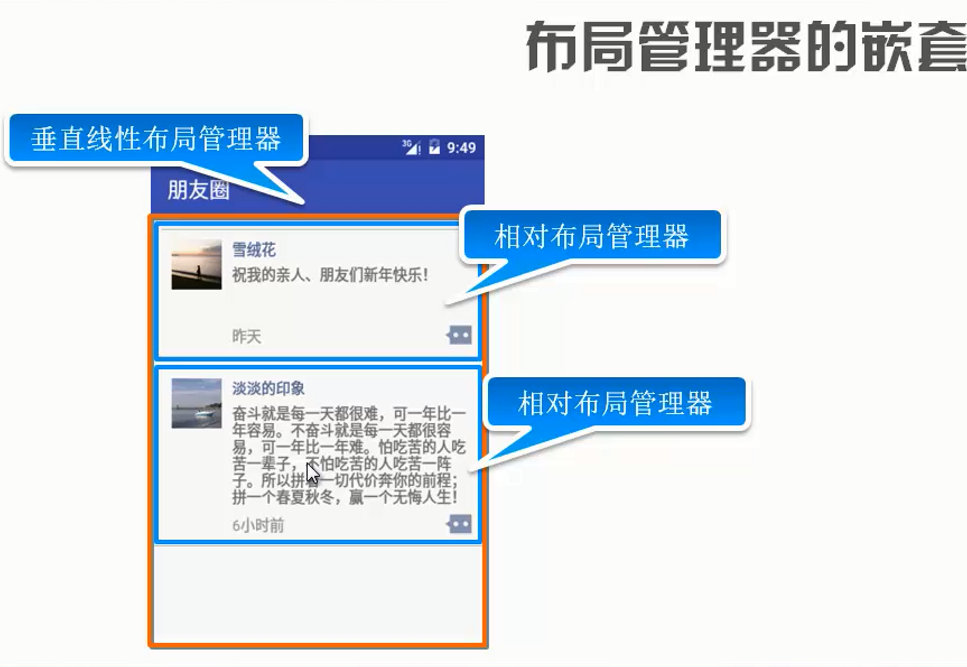 布局管理器的嵌套
垂直线性布局管理器
3G 9:49
朋友圈
相对布局管理器
雪绒花
祝我的亲人、朋友们新年快乐！
昨天
相对布局管理器
淡淡的印象
奋斗就是每一天都很难，可一年比一
年容易。不奋斗就是每一天都很容
易，可一年比一年难。怕吃苦的人吃
苦一辈子，不怕吃苦的人吃苦一阵
子。所以拼着一切代价奔你的前程；
拼一个春夏秋冬，赢一个无悔人生！
6小时前